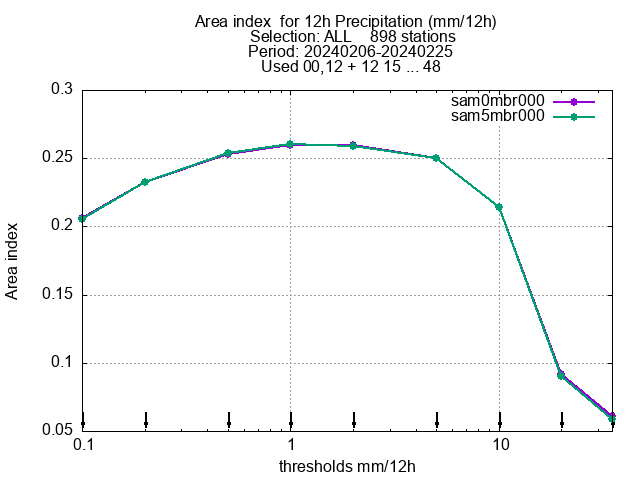 Area index  for 12h Precipitation (mm/12h)
Selection: ALL    898 stations
Period: 20240206-20240225
Used 00,12 + 12 15 ... 48
0.3
sam0mbr000
sam5mbr000
0.25
0.2
Area index
0.15
0.1
0.05
0.1 1 10
thresholds mm/12h